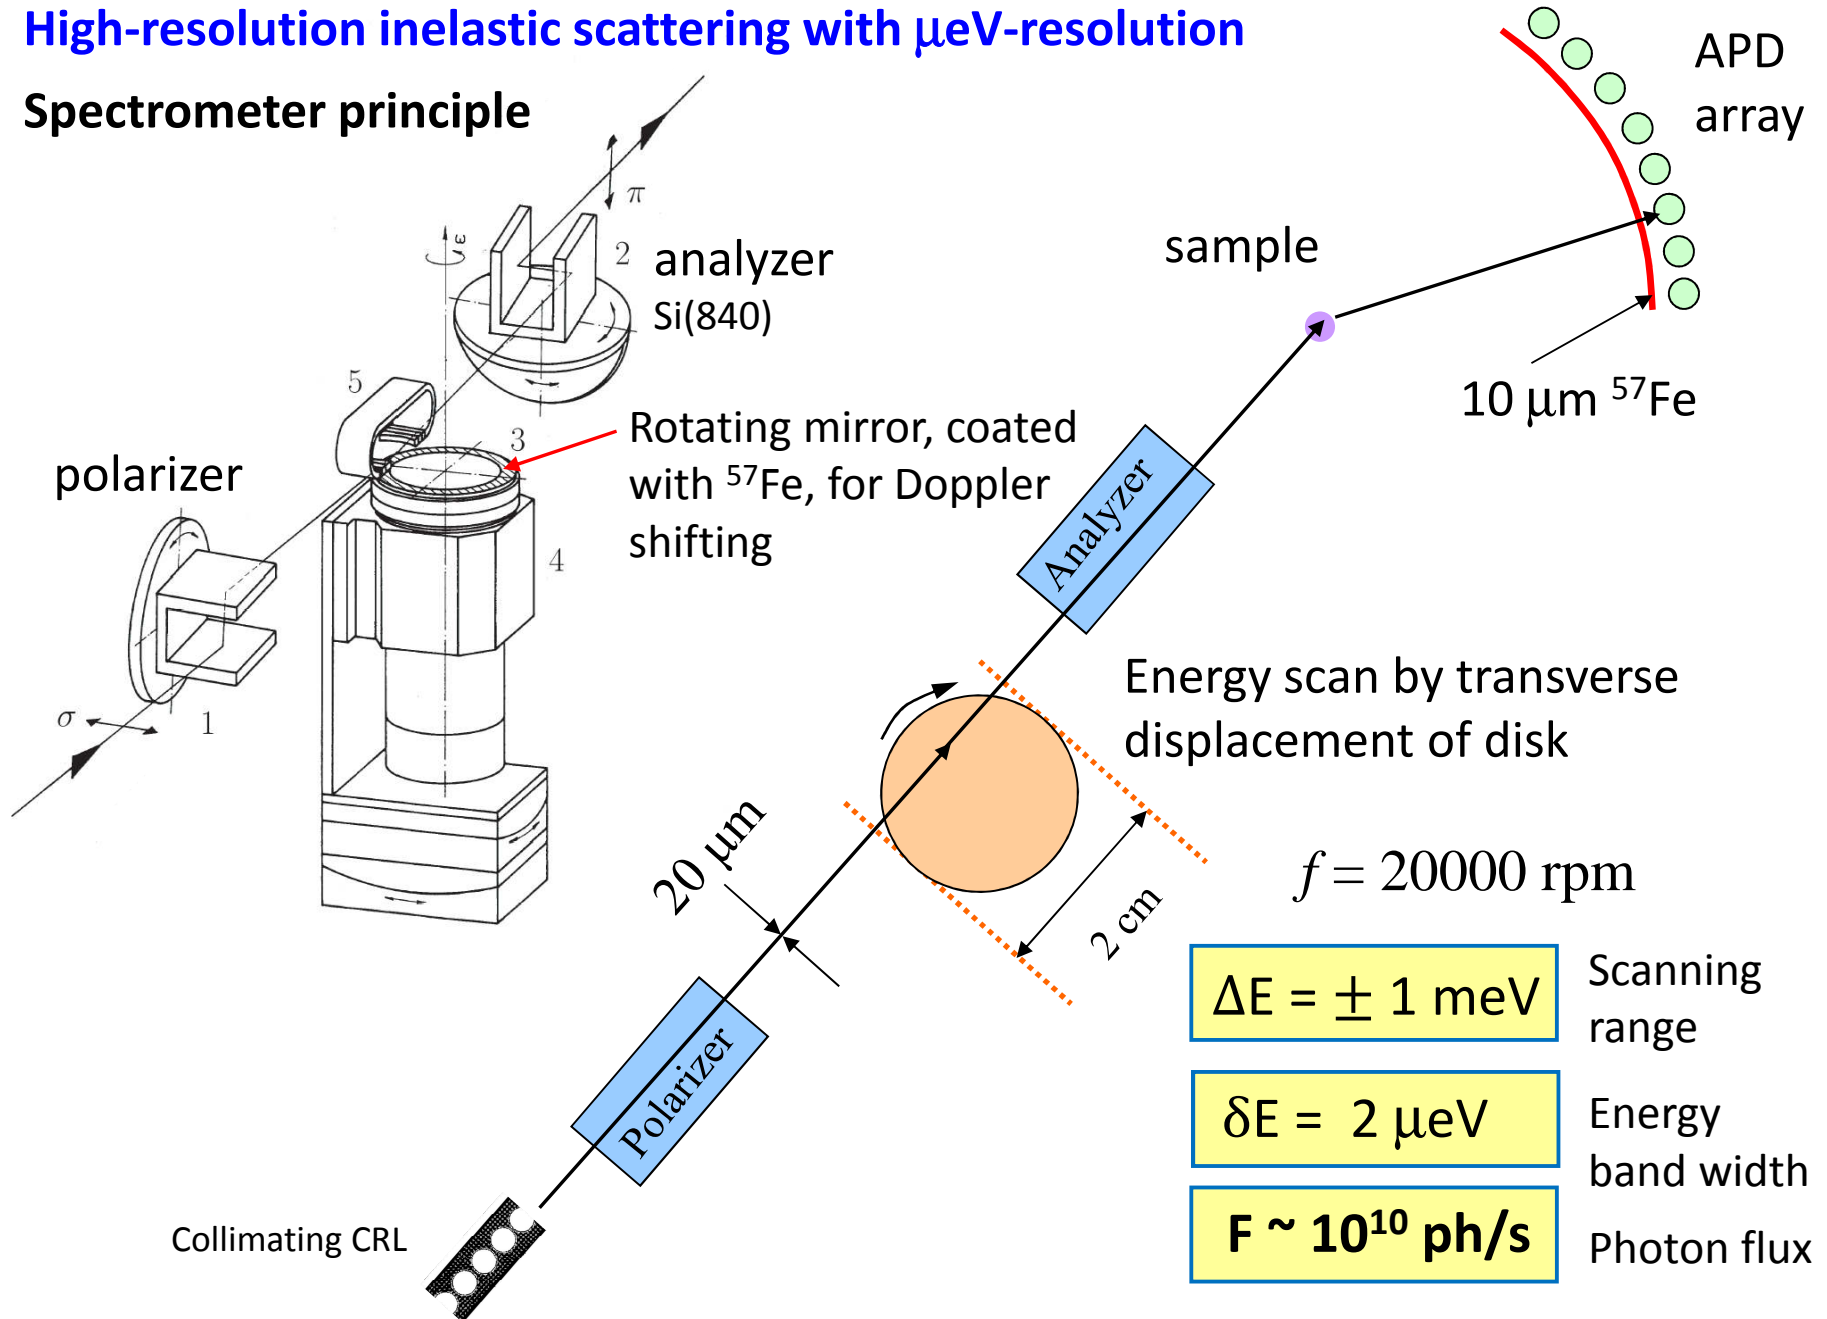 High-resolution inelastic scattering with μeV-resolution
Spectrometer principle
APD
array
π
ε
2
analyzer
Si(840)
sample
5
10 μm ⁵⁷Fe
3
Rotating mirror, coated
with ⁵⁷Fe, for Doppler
shifting
polarizer
4
Analyzer
σ
1
Energy scan by transverse
displacement of disk
20 μm
f = 20000 rpm
2 cm
ΔE = ± 1 meV
Scanning
range
Polarizer
δE = 2 μeV
Energy
band width
Collimating CRL
F ~ 10¹⁰ ph/s
Photon flux